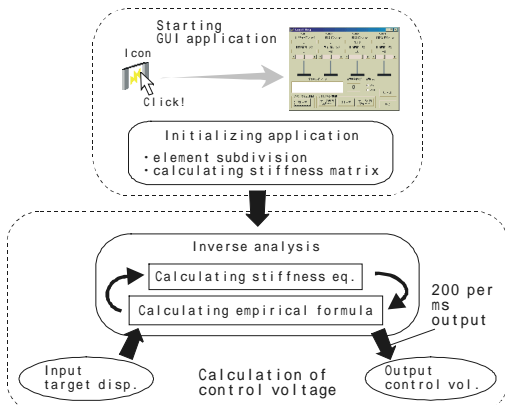 Starting
GUI application
Icon
Click!
Initializing application
・element subdivision
・calculating stiffness matrix
Inverse analysis
Calculating stiffness eq.
Calculating empirical formula
200 per
ms
output
Input
target disp.
Calculation of
control voltage
Output
control vol.